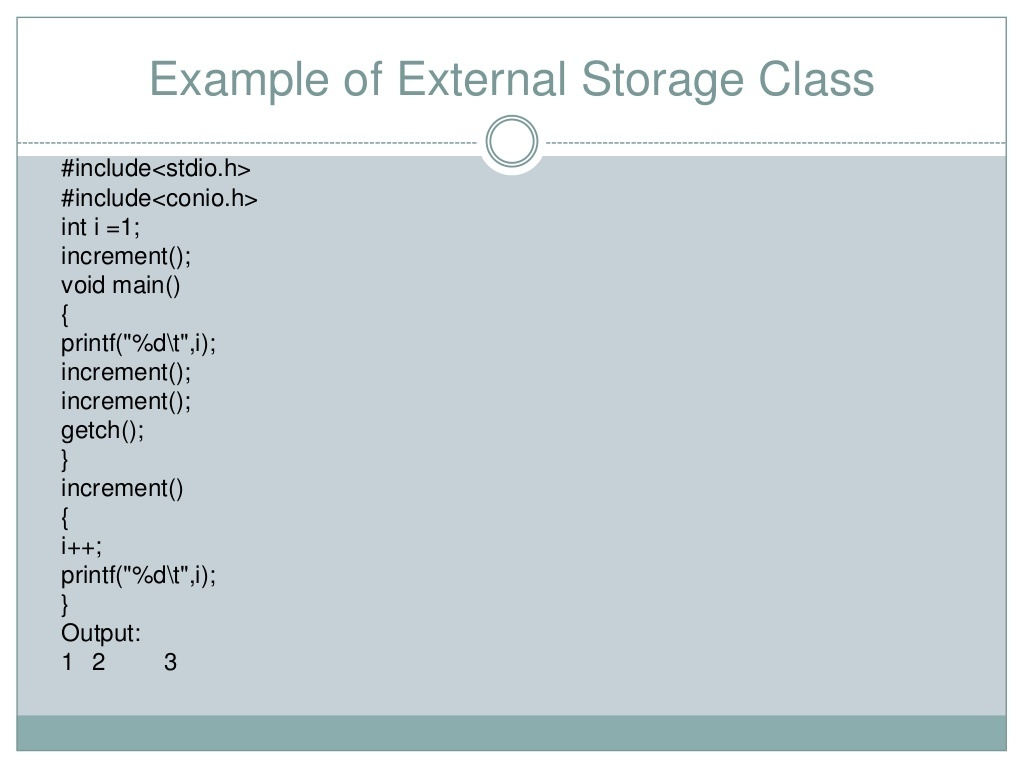 Example of External Storage Class
#include<stdio.h>
#include<conio.h>
int i =1;
increment();
void main()
{
printf("%d\t",i);
increment();
increment();
getch();
}
increment()
{
i++;
printf("%d\t",i);
}
Output:
1 2 3